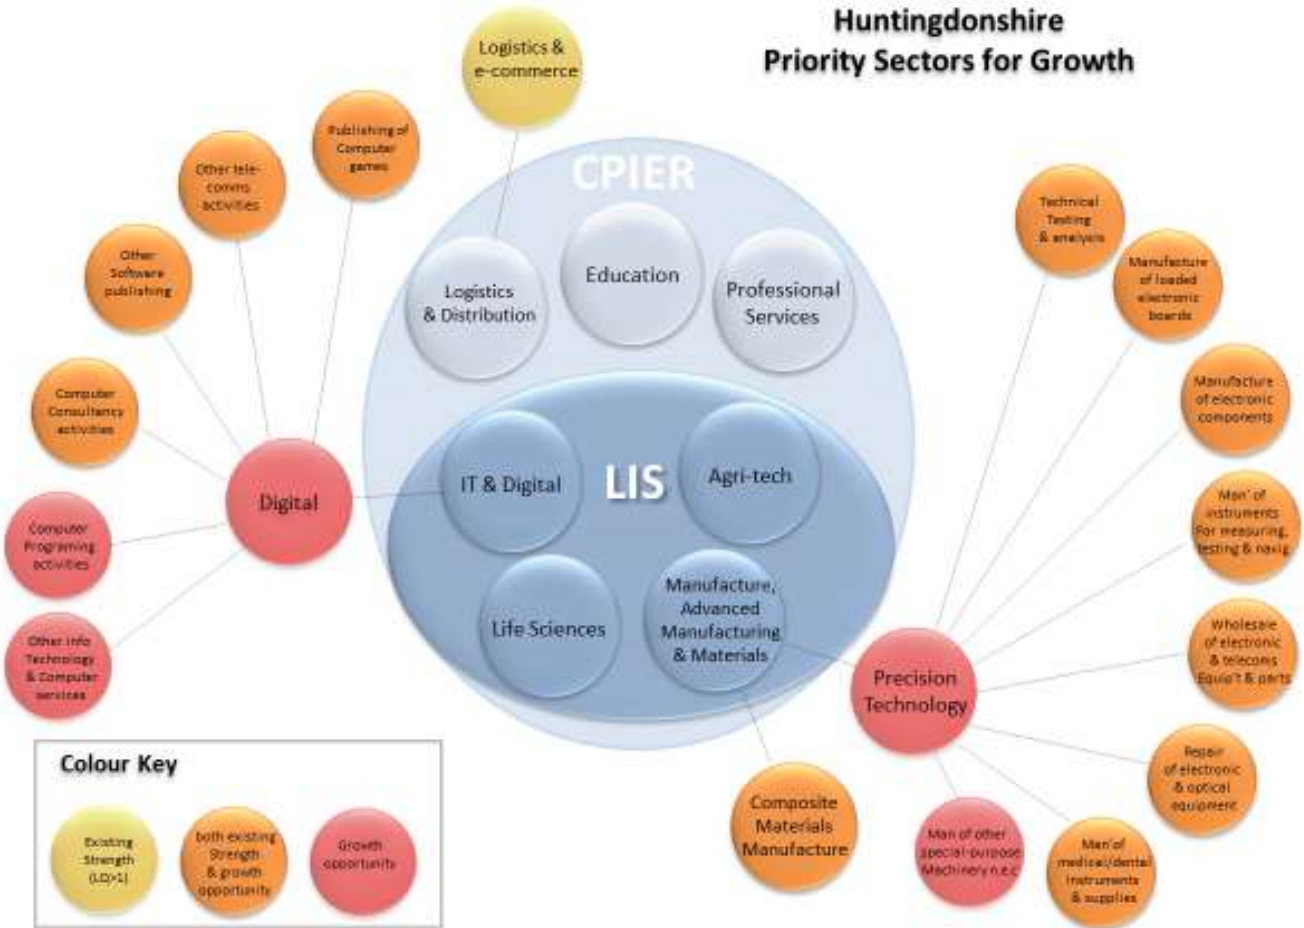 Huntingdonshire
Priority Sectors for Growth
Logistics &
e-commerce
Publishing of
Computer
games
Other tele-
comms
activities
Other
Software
publishing
Computer
Consultancy
activities
Computer
Programing
activities
Other info
Technology
& Computer
services
Digital
CPIER
Logistics
& Distribution
Education
Professional
Services
LIS
IT & Digital
Agri-tech
Life Sciences
Manufacture,
Advanced
Manufacturing
& Materials
Technical
Testing
& analysis
Manufacture
of loaded
electronic
boards
Manufacture
of electronic
components
Man' of
instruments
For measuring,
testing & navig.
Wholesale
of electronic
& telecoms
Equip't & parts
Precision
Technology
Repair
of electronic
& optical
equipment
Man'of
medical/dental
instruments
& supplies
Man of other
special-purpose
Machinery n.e.c
Composite
Materials
Manufacture
Colour Key
Existing
Strength
(LQ>1)
both existing
Strength
& growth
opportunity
Growth
opportunity